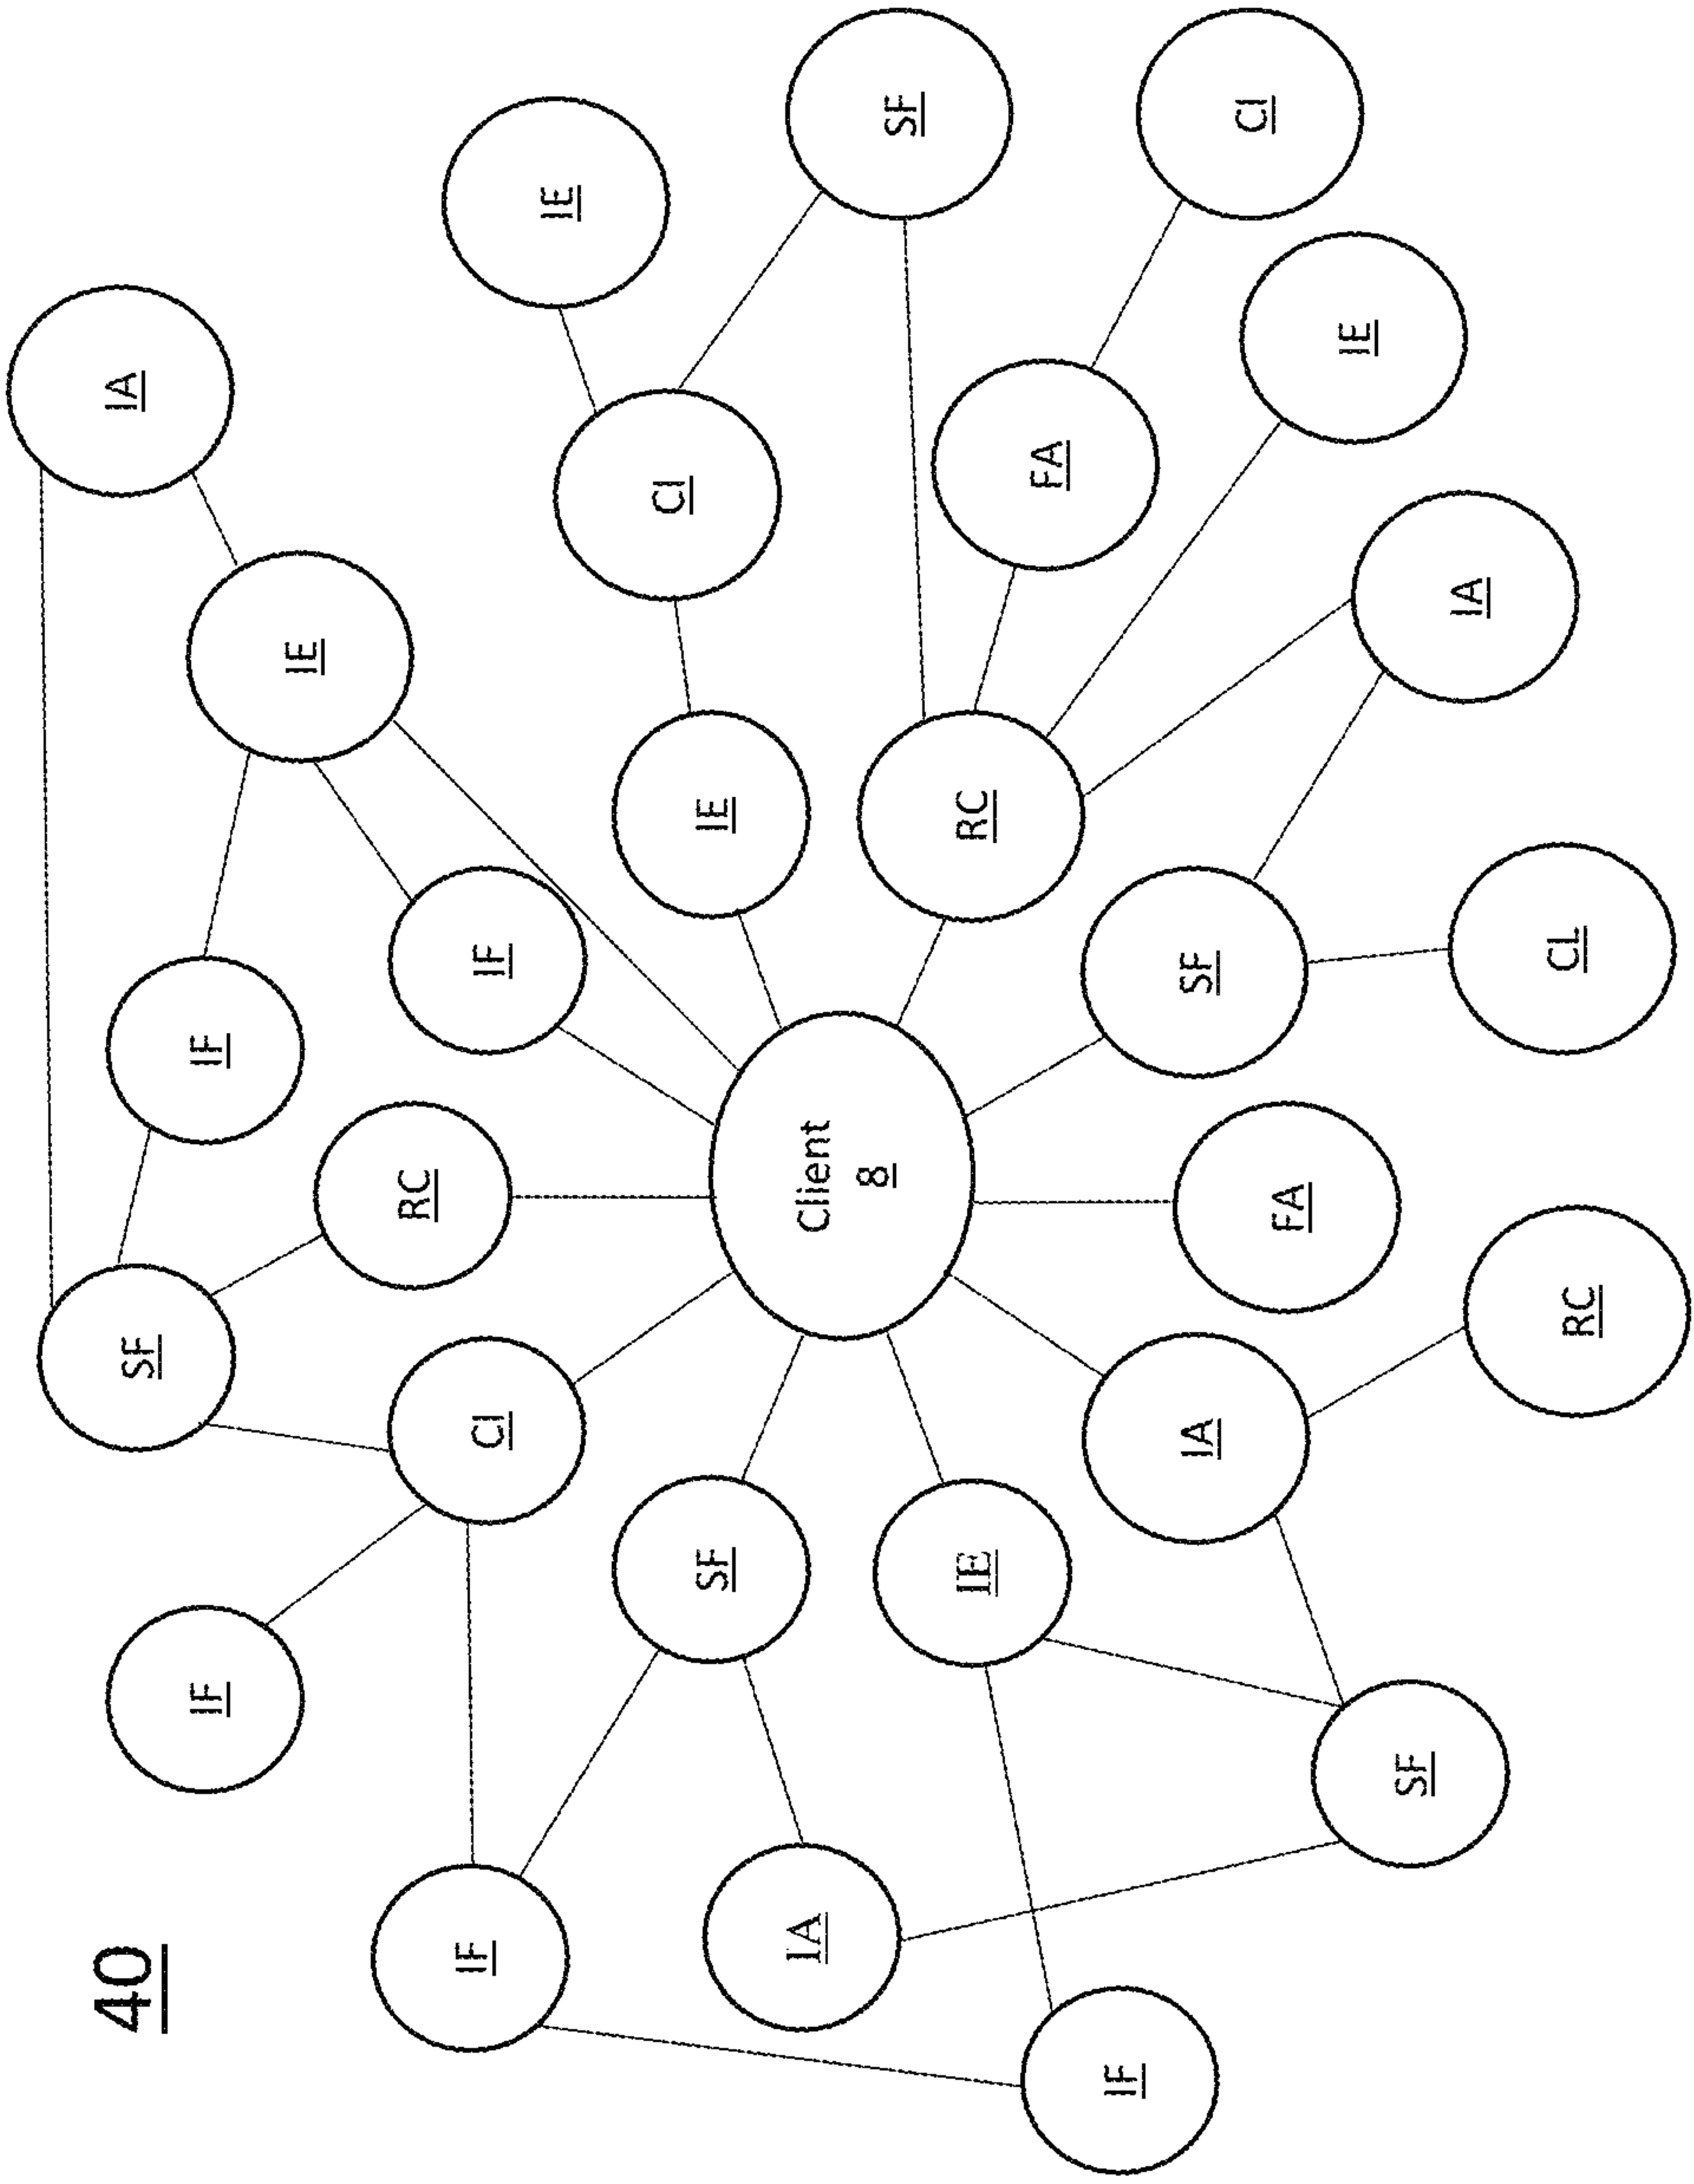 40
SF
IA
IF
IF
IE
RC
IF
CI
IF
IE
CI
SF
IE
IA
Client
8
SF
IE
RC
FA
IF
IA
SF
CI
FA
IE
SF
IA
CL
RC